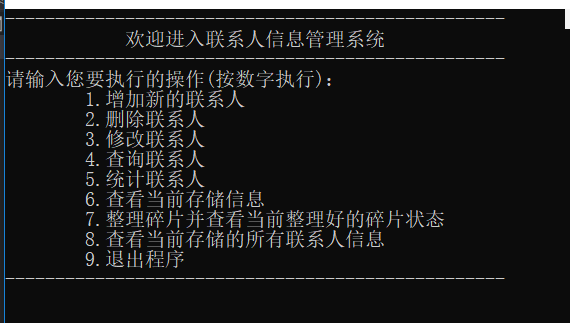 --------------------------------------------------
欢迎进入联系人信息管理系统
--------------------------------------------------
请输入您要执行的操作(按数字执行):
1.增加新的联系人
2.删除联系人
3.修改联系人
4.查询联系人
5.统计联系人
6.查看当前存储信息
7.整理碎片并查看当前整理好的碎片状态
8.查看当前存储的所有联系人信息
9.退出程序
--------------------------------------------------